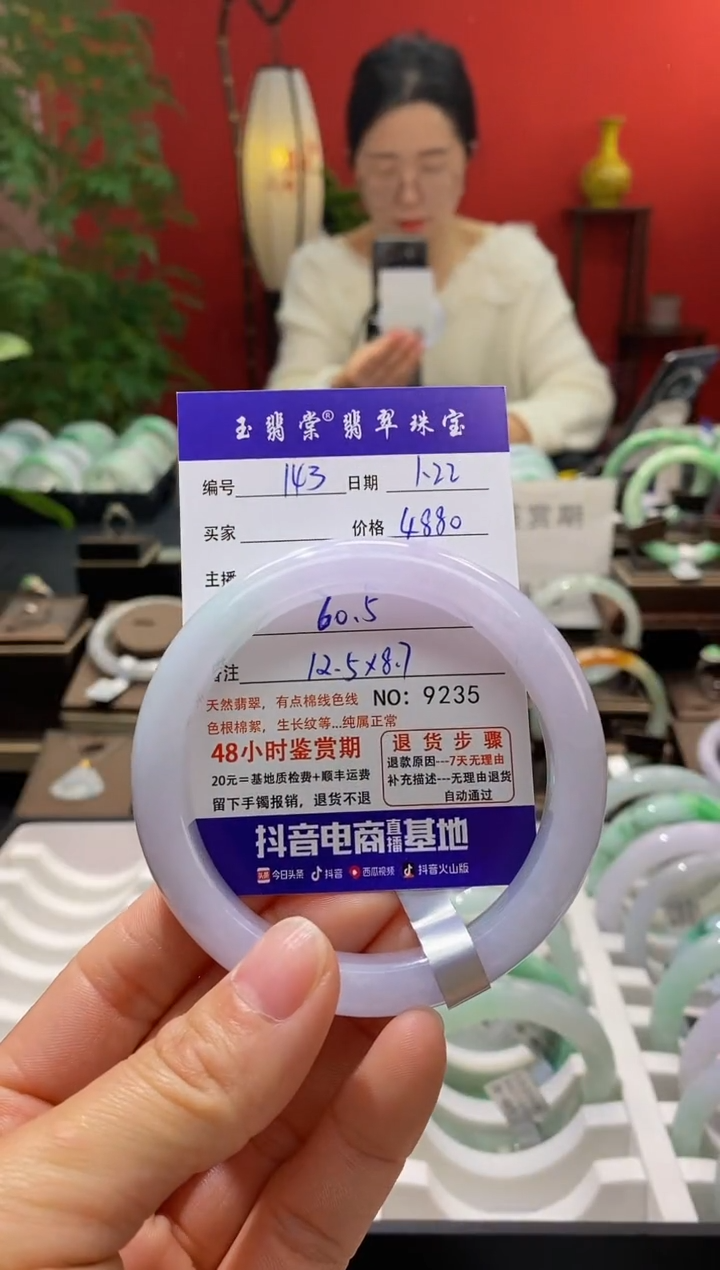 玉翡棠® 翡翠珠宝
编号 143 日期 1.22
买家 价格 4880
主播
60.5
备注 12.5x8.7
天然翡翠，有点棉线色线 NO: 9235
色根棉絮，生长纹等...纯属正常
48小时鉴赏期
20元=基地质检费+顺丰运费
留下手镯报销，退货不退
退货步骤
退款原因---7天无理由
补充描述---无理由退货
自动通过
抖音电商直播基地
头条 今日头条 抖音 西瓜视频 抖音火山版
鉴赏期